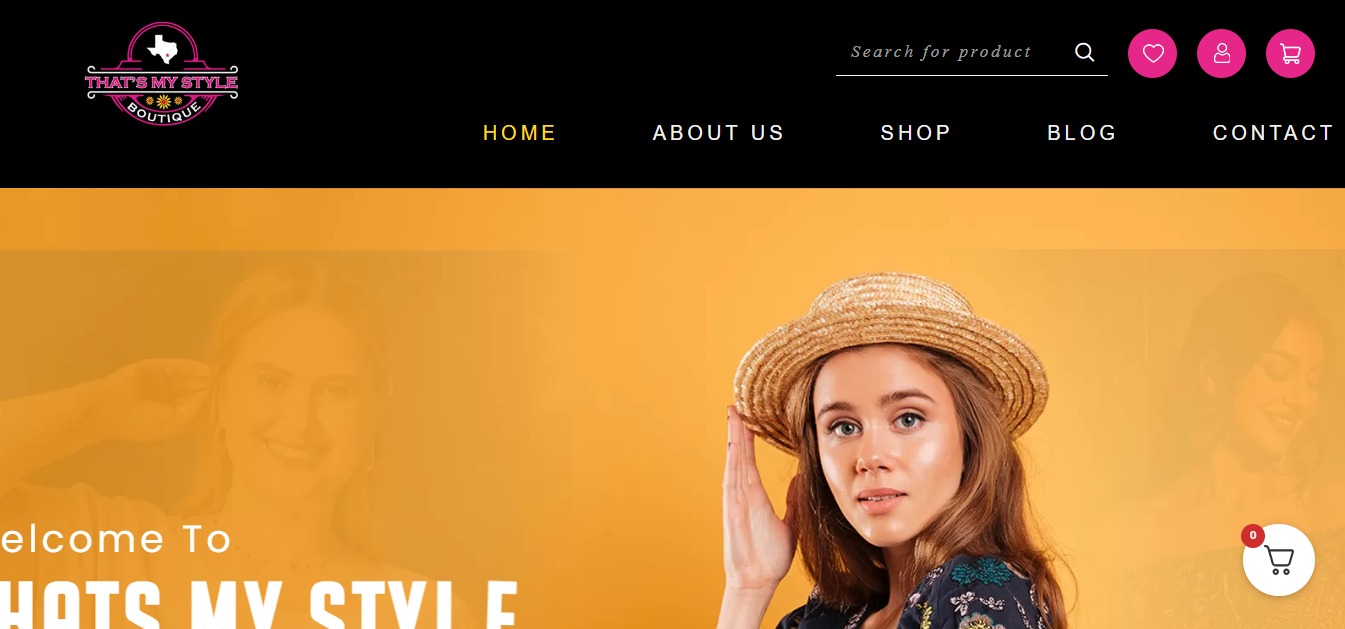 THAT'S MY STYLE
BOUTIQUE
Search for product
HOME ABOUT US SHOP BLOG CONTACT
elcome To
HATS MY STYLE
0